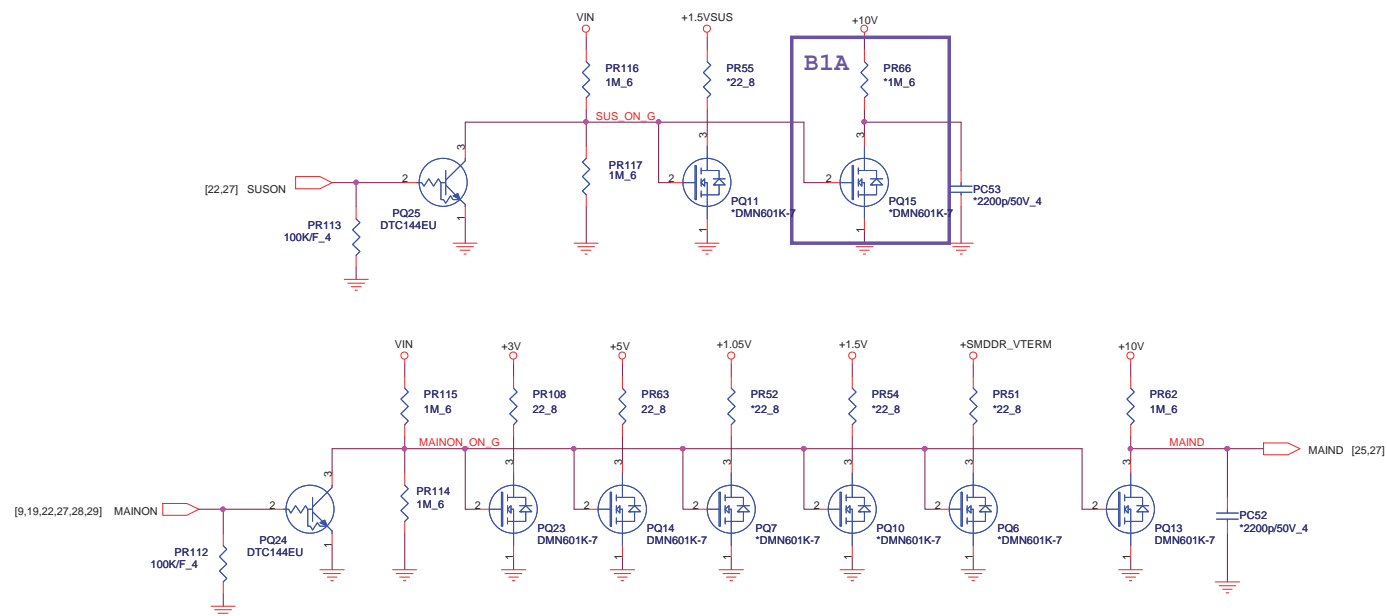 VIN
+1.5VSUS
+10V
B1A
PR116
1M_6
PR55
*22_8
PR66
*1M_6
SUS_ON_G
3
3
3
[22,27] SUSON
2
PR117
1M_6
2
2
PQ25
DTC144EU
1
PQ11
*DMN601K-7
1
PQ15
*DMN601K-7
1
PC53
*2200p/50V_4
PR113
100K/F_4
VIN
+3V
+5V
+1.05V
+1.5V
+SMDDR_VTERM
+10V
PR115
1M_6
PR108
22_8
PR63
22_8
PR52
*22_8
PR54
*22_8
PR51
*22_8
PR62
1M_6
MAINON_ON_G
MAIND
MAIND [25,27]
3
3
3
3
3
3
3
[9,19,22,27,28,29] MAINON
2
PR114
1M_6
2
2
2
2
2
2
PQ24
DTC144EU
1
PQ23
DMN601K-7
1
PQ14
DMN601K-7
1
PQ7
*DMN601K-7
1
PQ10
*DMN601K-7
1
PQ6
*DMN601K-7
1
PQ13
DMN601K-7
1
PC52
*2200p/50V_4
PR112
100K/F_4